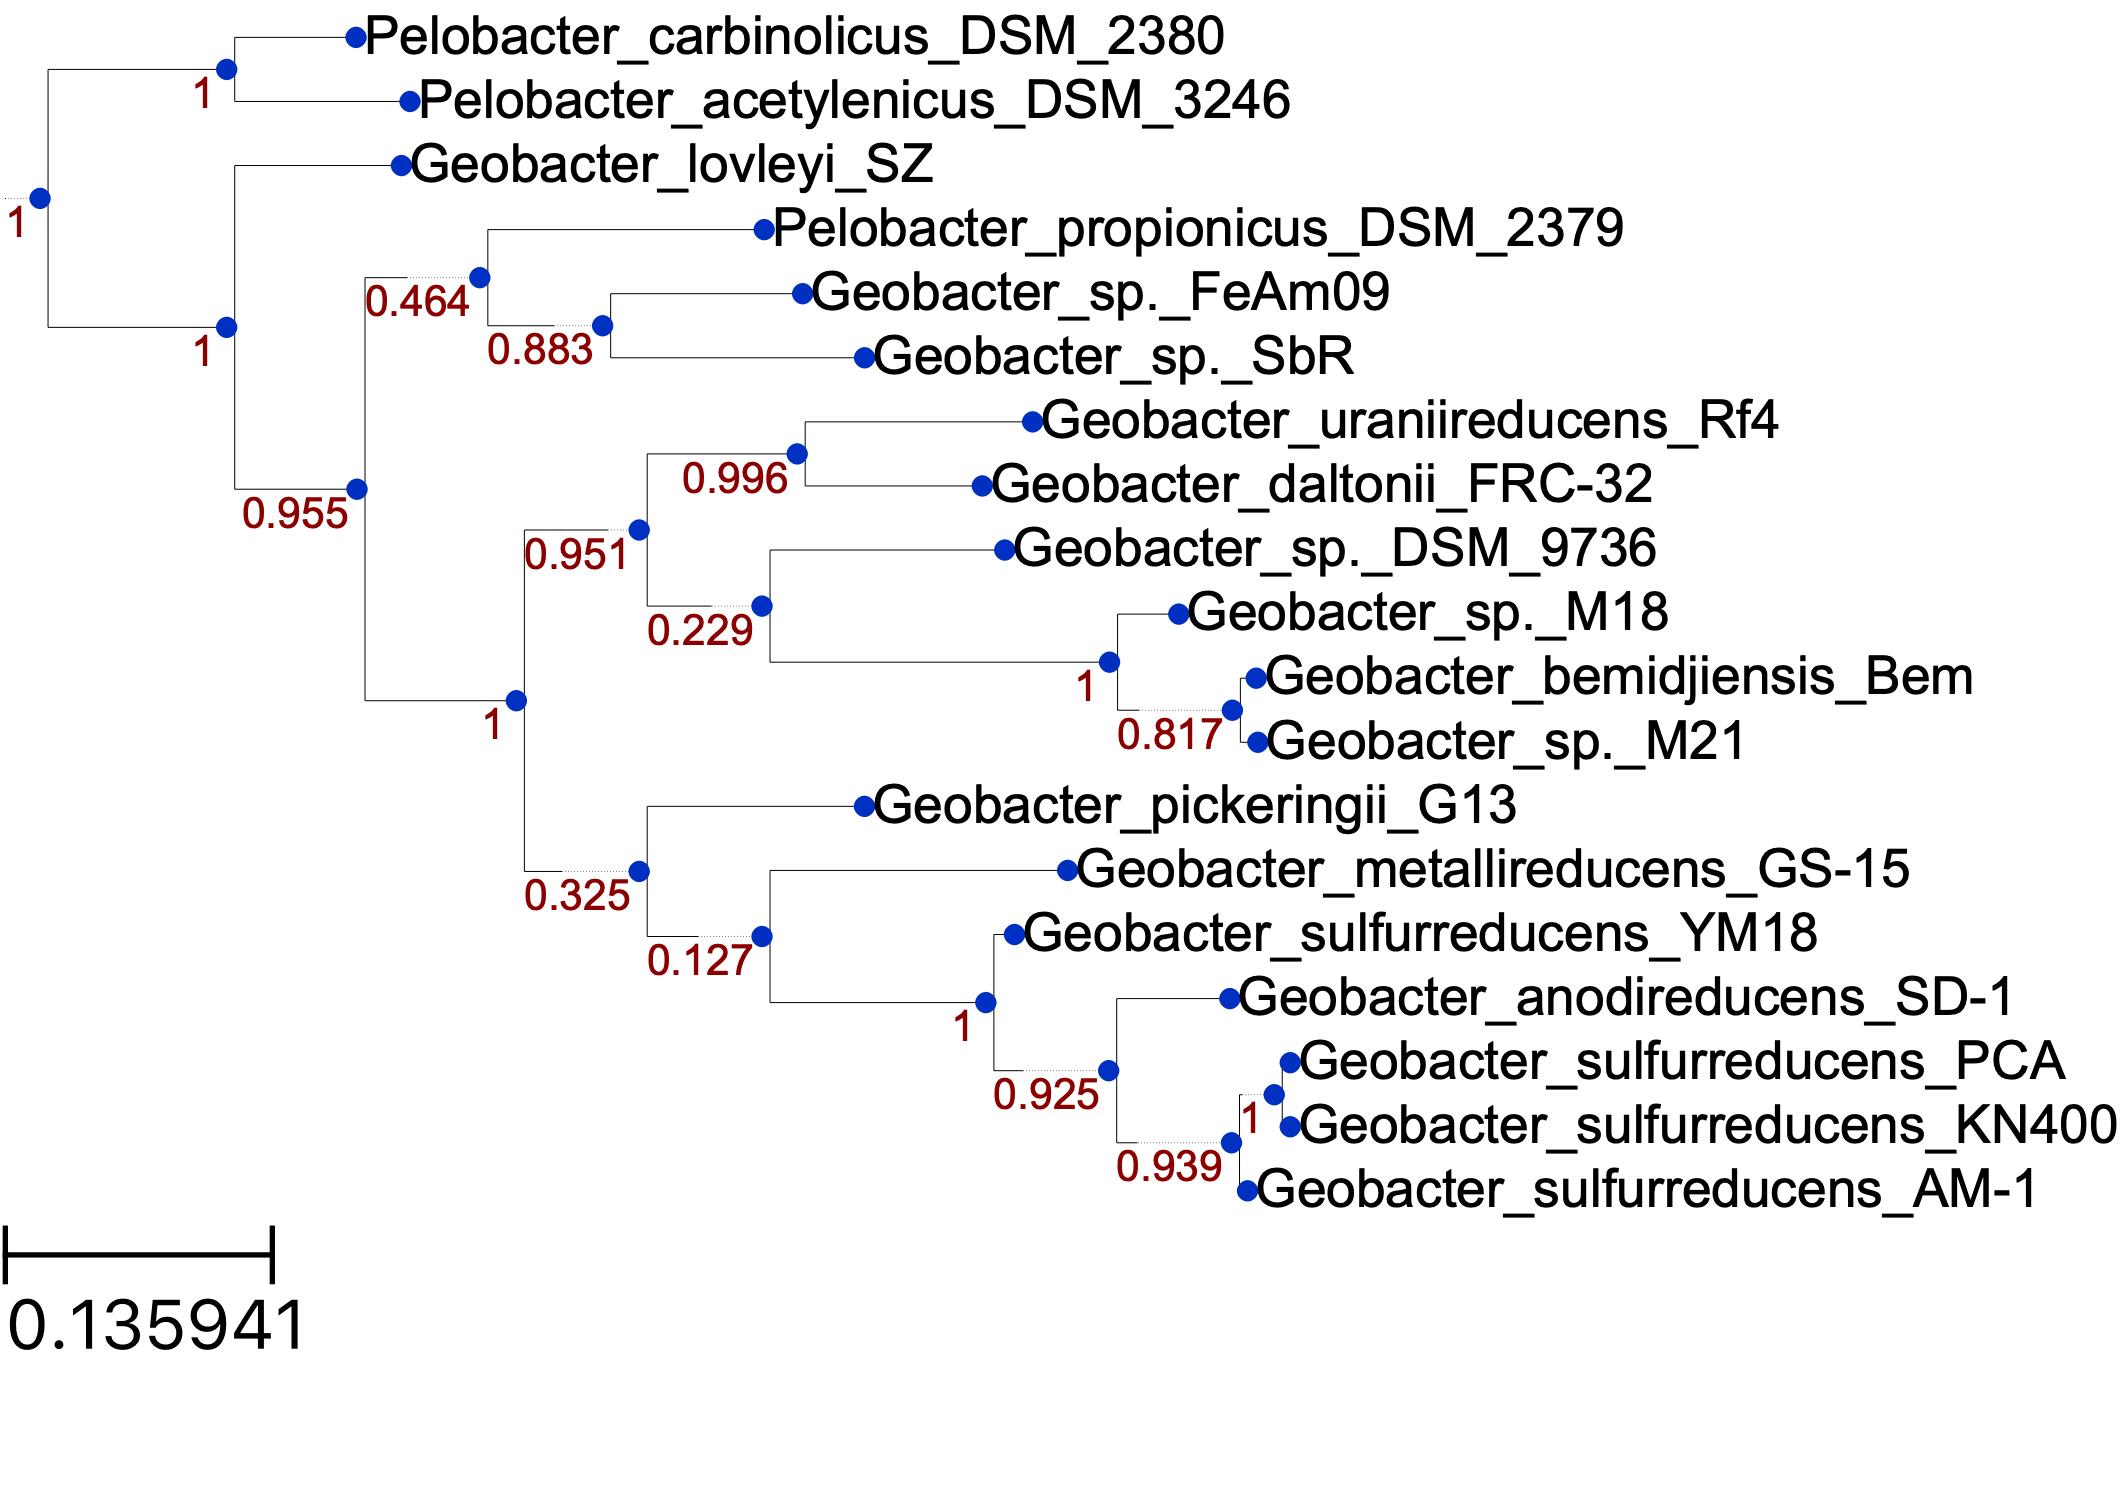 Pelobacter_carbinolicus_DSM_2380
1
Pelobacter_acetylenicus_DSM_3246
Geobacter_lovleyi_SZ
1
Pelobacter_propionicus_DSM_2379
0.464
Geobacter_sp._FeAm09
0.883
Geobacter_sp._SbR
1
Geobacter_uraniireducens_Rf4
0.996
Geobacter_daltonii_FRC-32
0.955
0.951
Geobacter_sp._DSM_9736
0.229
Geobacter_sp._M18
1
Geobacter_bemidjiensis_Bem
0.817
Geobacter_sp._M21
1
Geobacter_pickeringii_G13
0.325
Geobacter_metallireducens_GS-15
0.127
Geobacter_sulfurreducens_YM18
1
Geobacter_anodireducens_SD-1
0.925
Geobacter_sulfurreducens_PCA
1
Geobacter_sulfurreducens_KN400
0.939
Geobacter_sulfurreducens_AM-1
0.135941